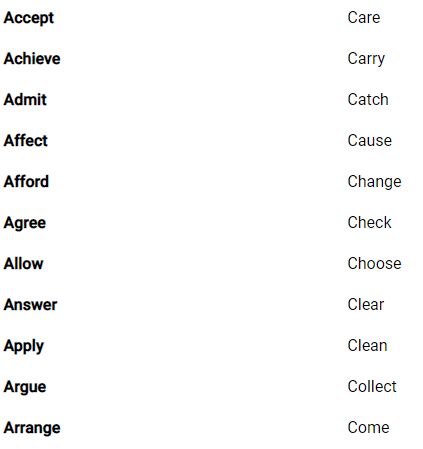 Accept Care
Achieve Carry
Admit Catch
Affect Cause
Afford Change
Agree Check
Allow Choose
Answer Clear
Apply Clean
Argue Collect
Arrange Come